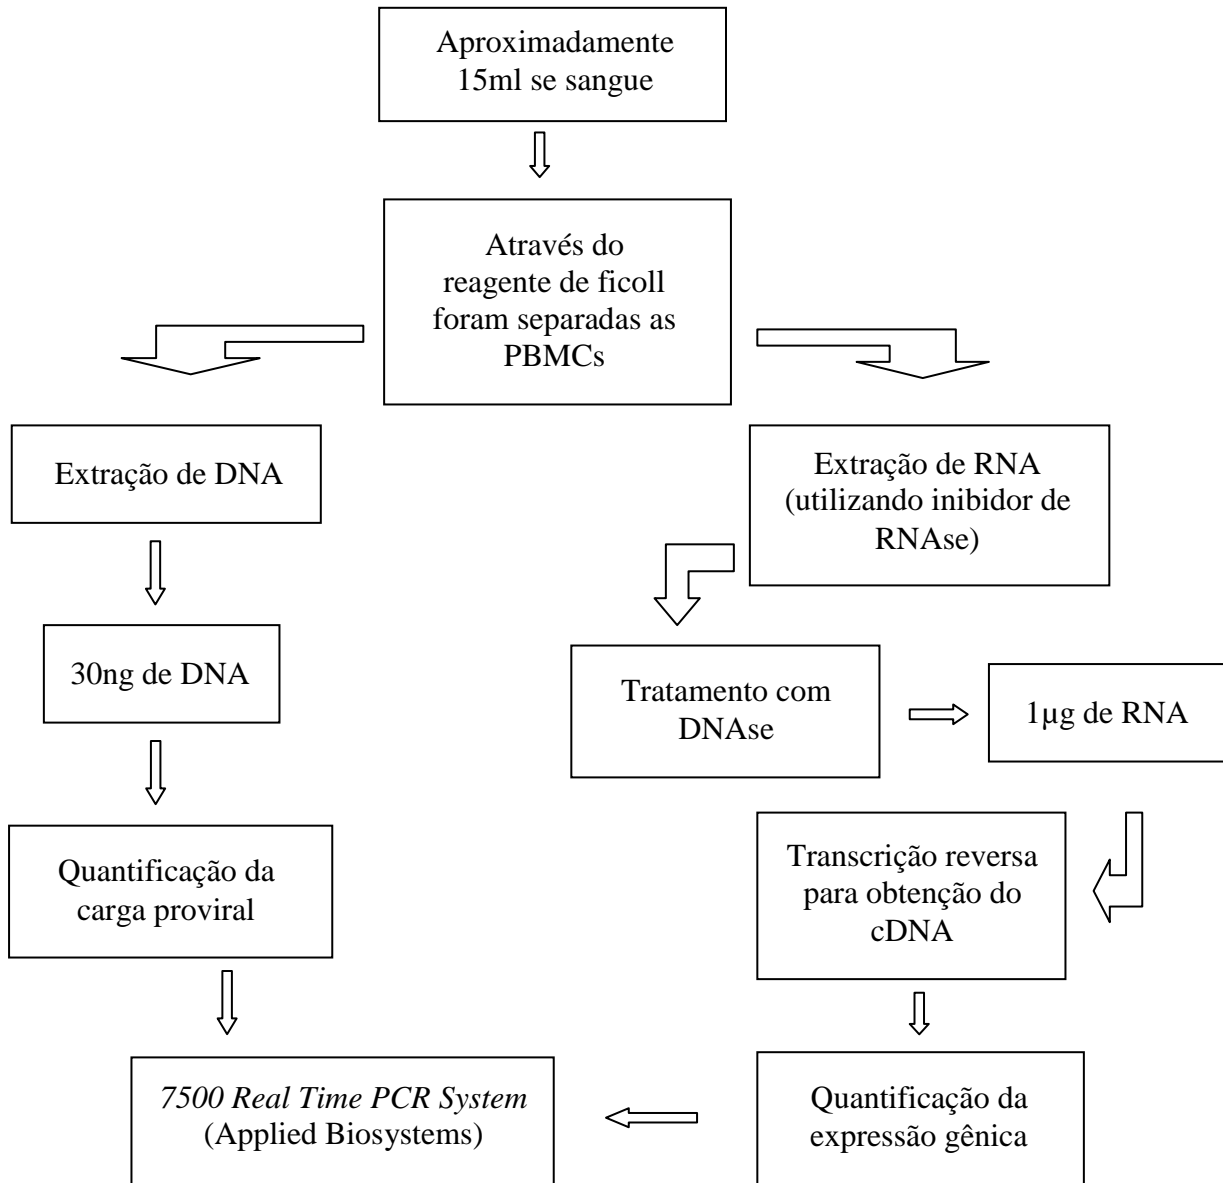 Aproximadamente
15ml se sangue
Através do
reagente de ficoll
foram separadas as
PBMCs
Extração de DNA
30ng de DNA
Quantificação da
carga proviral
Extração de RNA
(utilizando inibidor de
RNAse)
Tratamento com
DNAse
1µg de RNA
Transcrição reversa
para obtenção do
cDNA
Quantificação da
expressão gênica
7500 Real Time PCR System
(Applied Biosystems)